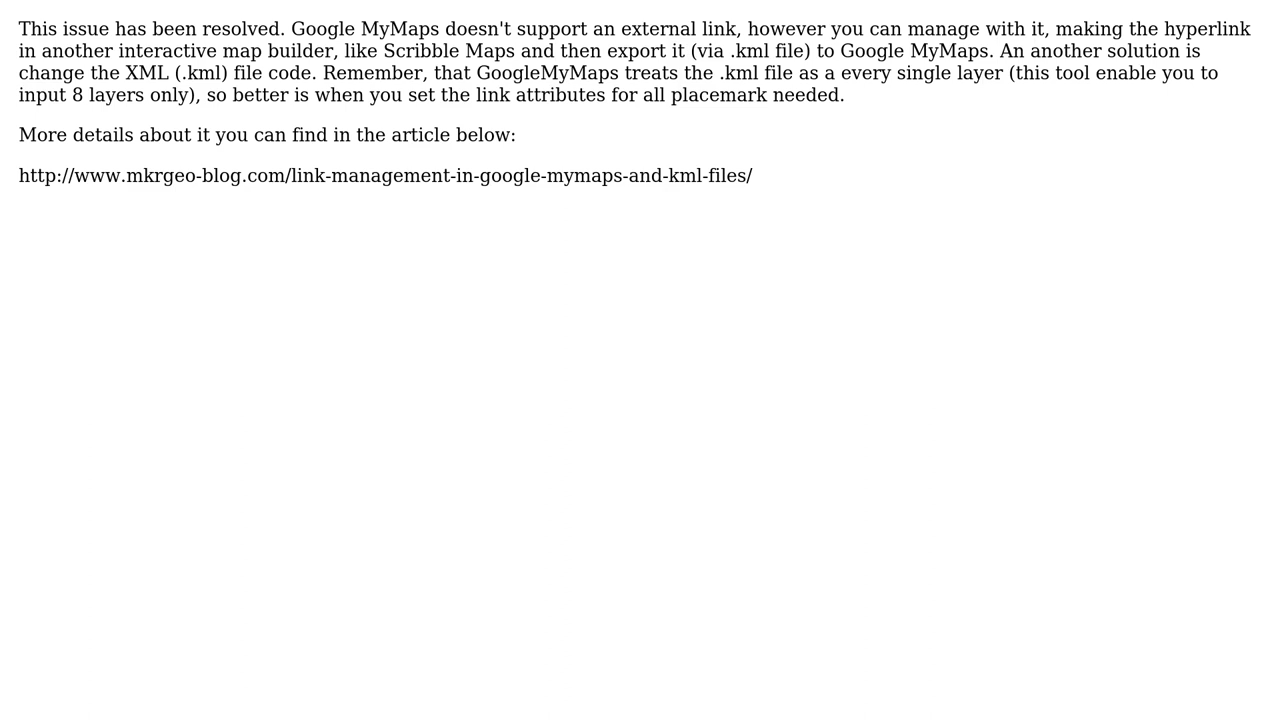 This issue has been resolved. Google MyMaps doesn't support an external link, however you can manage with it, making the hyperlink
in another interactive map builder, like Scribble Maps and then export it (via .kml file) to Google MyMaps. An another solution is
change the XML (.kml) file code. Remember, that GoogleMyMaps treats the .kml file as a every single layer (this tool enable you to
input 8 layers only), so better is when you set the link attributes for all placemark needed.
More details about it you can find in the article below:
http://www.mkrgeo-blog.com/link-management-in-google-mymaps-and-kml-files/